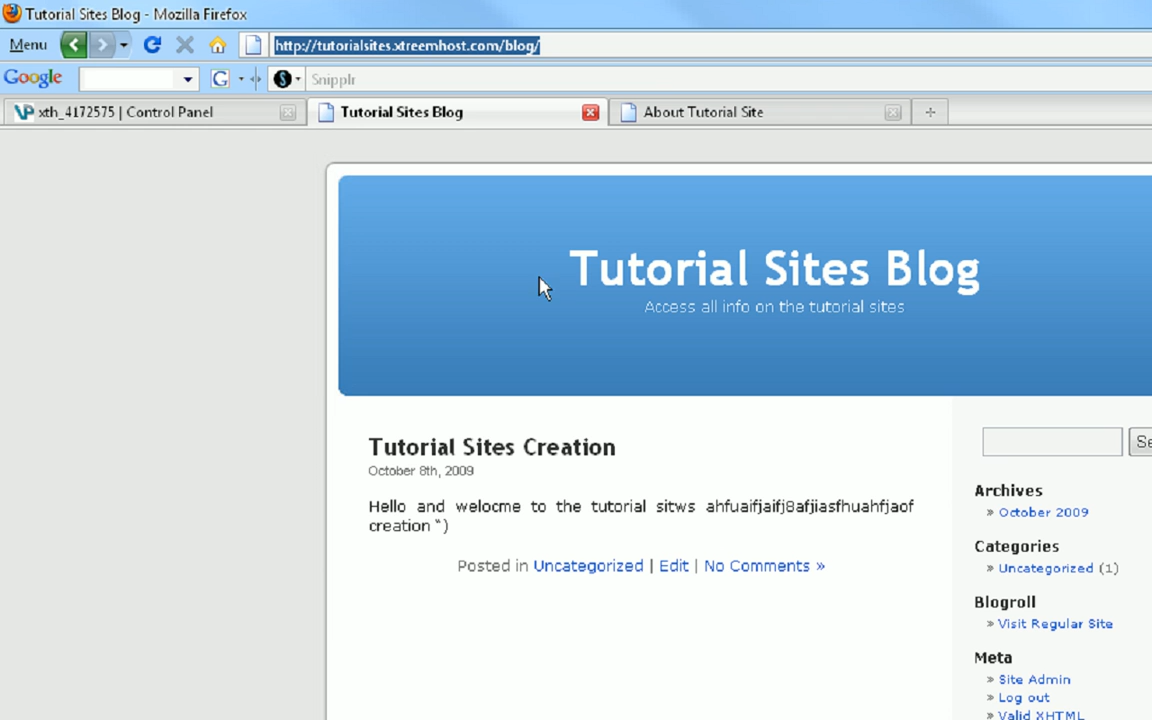 Tutorial Sites Blog - Mozilla Firefox
Menu http://tutorialsites.xtreemhost.com/blog/
Google G S Snipplr
VP xth_4172575 | Control Panel Tutorial Sites Blog About Tutorial Site
Tutorial Sites Blog
Access all info on the tutorial sites
Tutorial Sites Creation
October 8th, 2009
Hello and welocme to the tutorial sitws ahfuaifjaifj8afjiasfhuahfjaof
creation “)
Posted in Uncategorized | Edit | No Comments »
Se
Archives
» October 2009
Categories
» Uncategorized (1)
Blogroll
» Visit Regular Site
Meta
» Site Admin
» Log out
» Valid XHTML